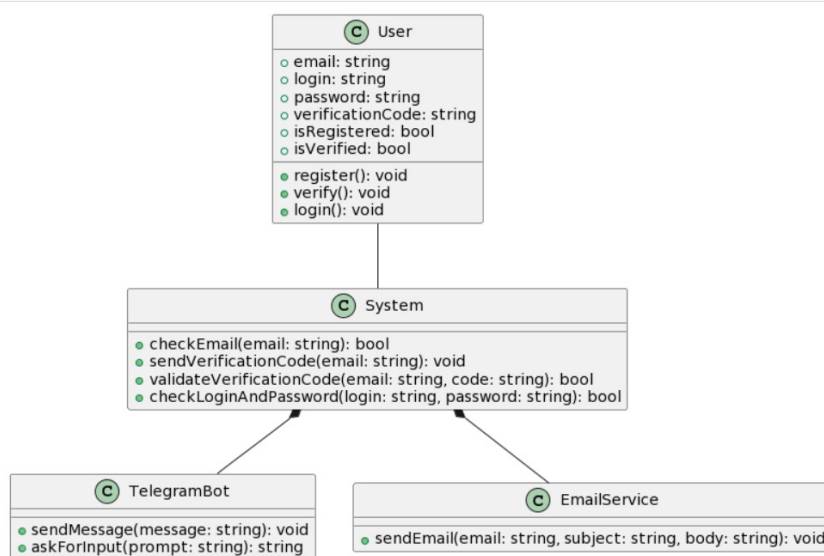 C User
email: string
login: string
password: string
verificationCode: string
isRegistered: bool
isVerified: bool
register(): void
verify(): void
login(): void
C System
checkEmail(email: string): bool
sendVerificationCode(email: string): void
validateVerificationCode(email: string, code: string): bool
checkLoginAndPassword(login: string, password: string): bool
C TelegramBot
sendMessage(message: string): void
askForInput(prompt: string): string
C EmailService
sendEmail(email: string, subject: string, body: string): void